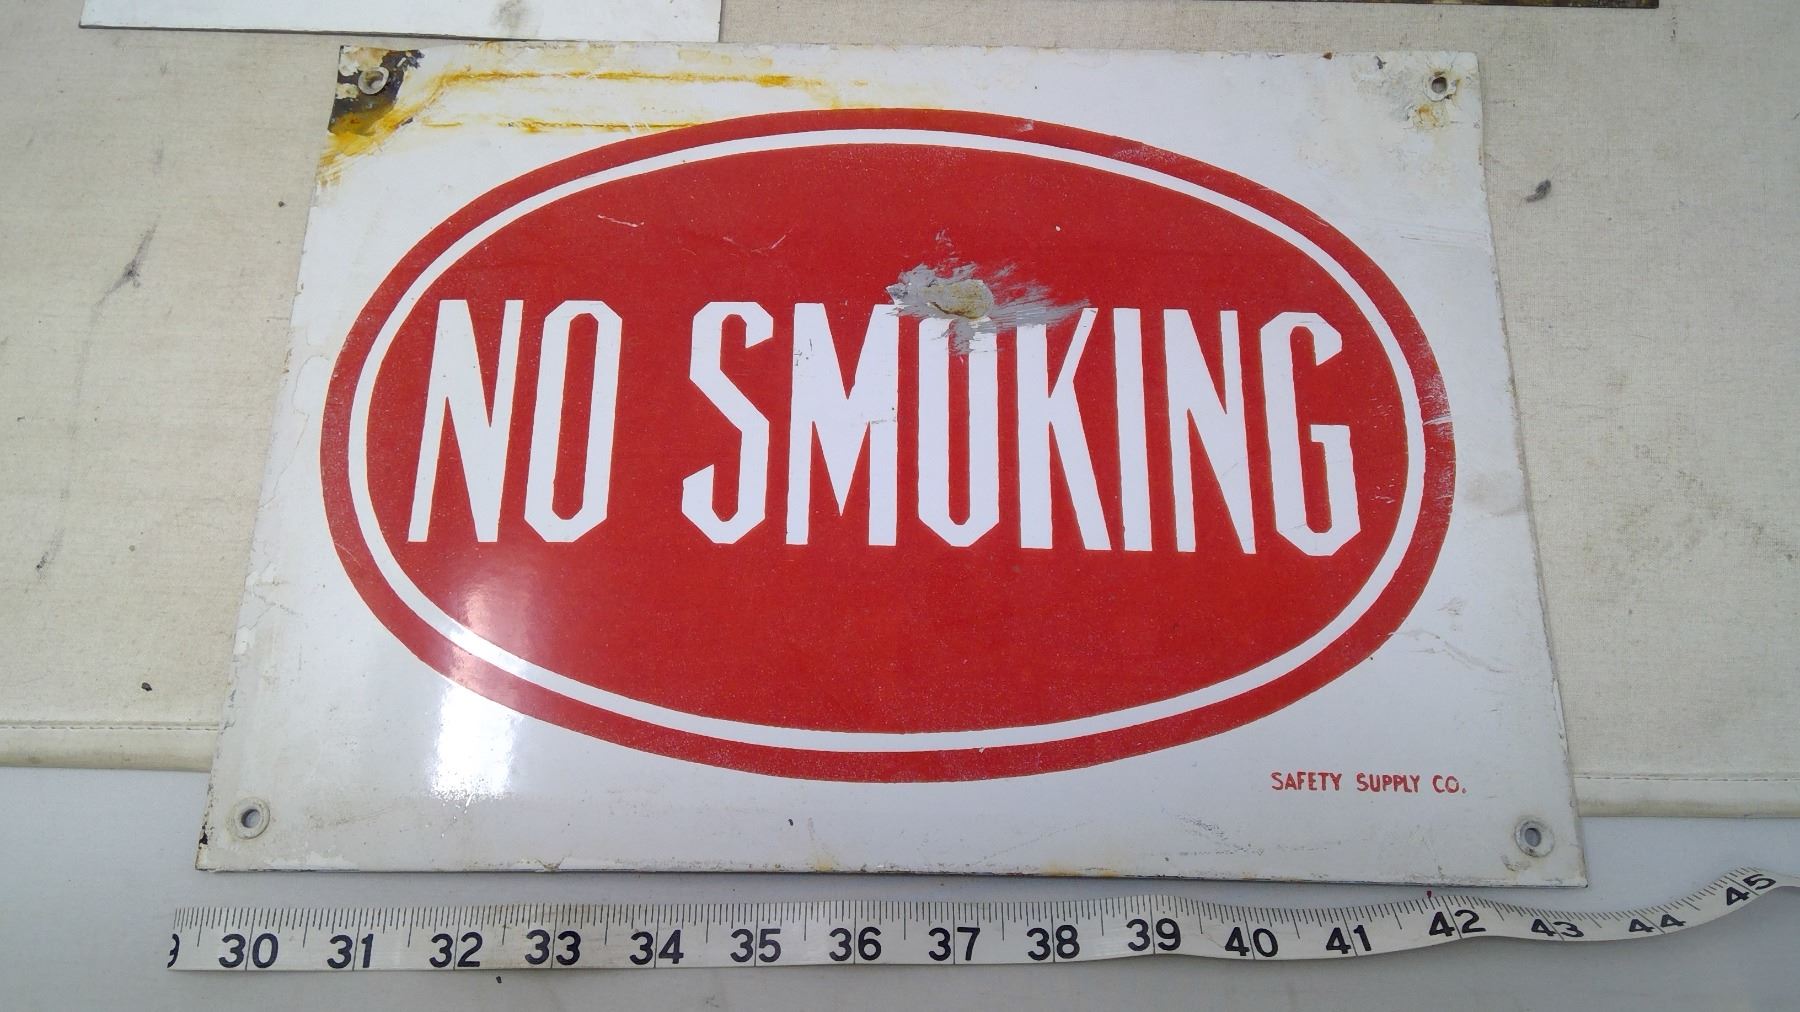 NO SMOKING
SAFETY SUPPLY CO.
30 31 32 33 34 35 36 37 38 39 40 41 42 43 44 45